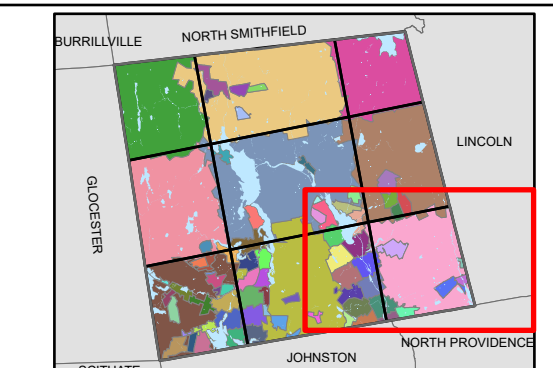 BURRILLVILLE
NORTH SMITHFIELD
LINCOLN
GLOCESTER
NORTH PROVIDENCE
JOHNSTON